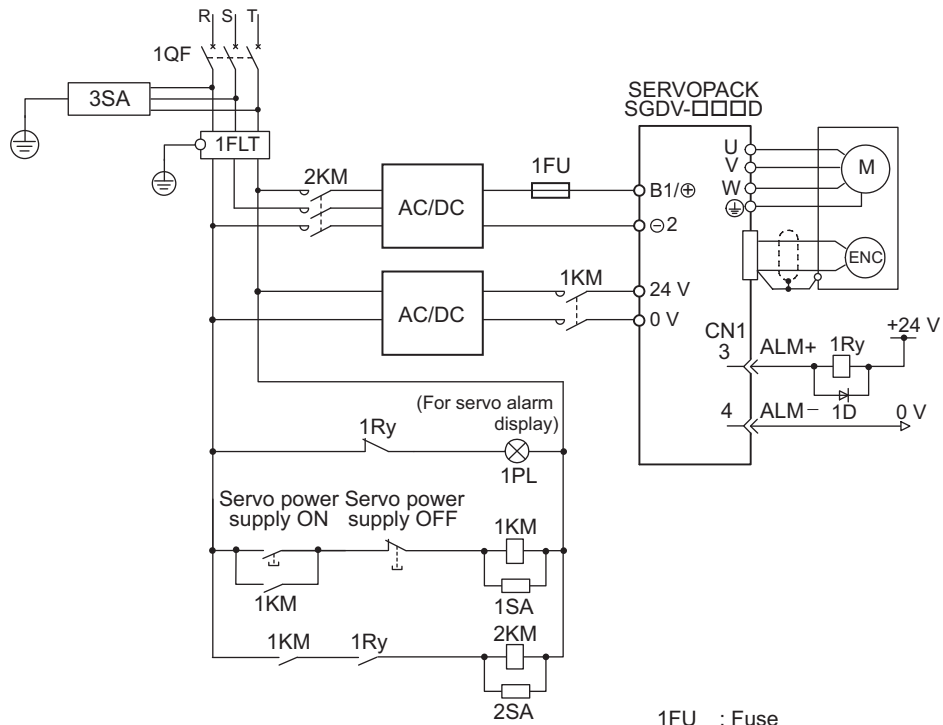 R S T
1QF
3SA
1FLT
2KM
AC/DC
1FU
SERVOPACK
SGDV-□□□D
B1/⊕
⊖2
U
V
W
M
ENC
AC/DC
1KM
24 V
0 V
CN1
3
ALM+
1Ry
+24 V
1D
4
ALM−
0 V
(For servo alarm
display)
1Ry
1PL
Servo power
supply ON
Servo power
supply OFF
1KM
1KM
1SA
1KM
1Ry
2KM
2SA
1FU : Fuse